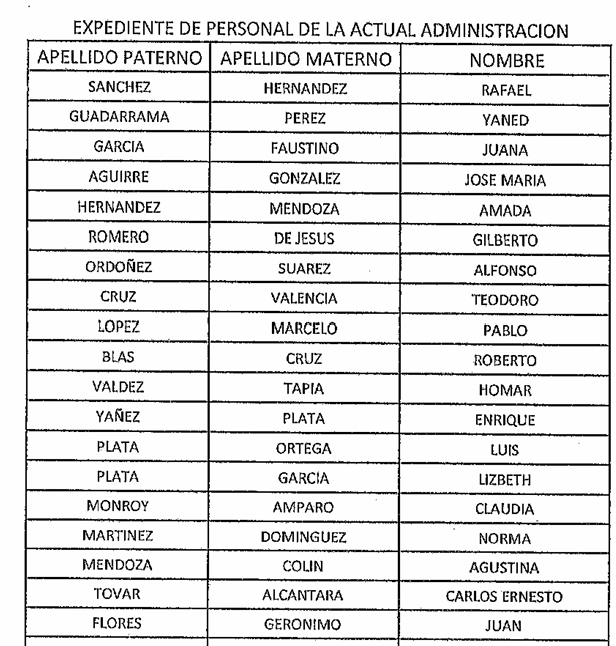 EXPEDIENTE DE PERSONAL DE LA ACTUAL ADMINISTRACION
APELLIDO PATERNO APELLIDO MATERNO NOMBRE
SANCHEZ HERNANDEZ RAFAEL
GUADARRAMA PEREZ YANED
GARCIA FAUSTINO JUANA
AGUIRRE GONZALEZ JOSE MARIA
HERNANDEZ MENDOZA AMADA
ROMERO DE JESUS GILBERTO
ORDOÑEZ SUAREZ ALFONSO
CRUZ VALENCIA TEODORO
LOPEZ MARCELO PABLO
BLAS CRUZ ROBERTO
VALDEZ TAPIA HOMAR
YAÑEZ PLATA ENRIQUE
PLATA ORTEGA LUIS
PLATA GARCIA LIZBETH
MONROY AMPARO CLAUDIA
MARTINEZ DOMINGUEZ NORMA
MENDOZA COLIN AGUSTINA
TOVAR ALCANTARA CARLOS ERNESTO
FLORES GERONIMO JUAN